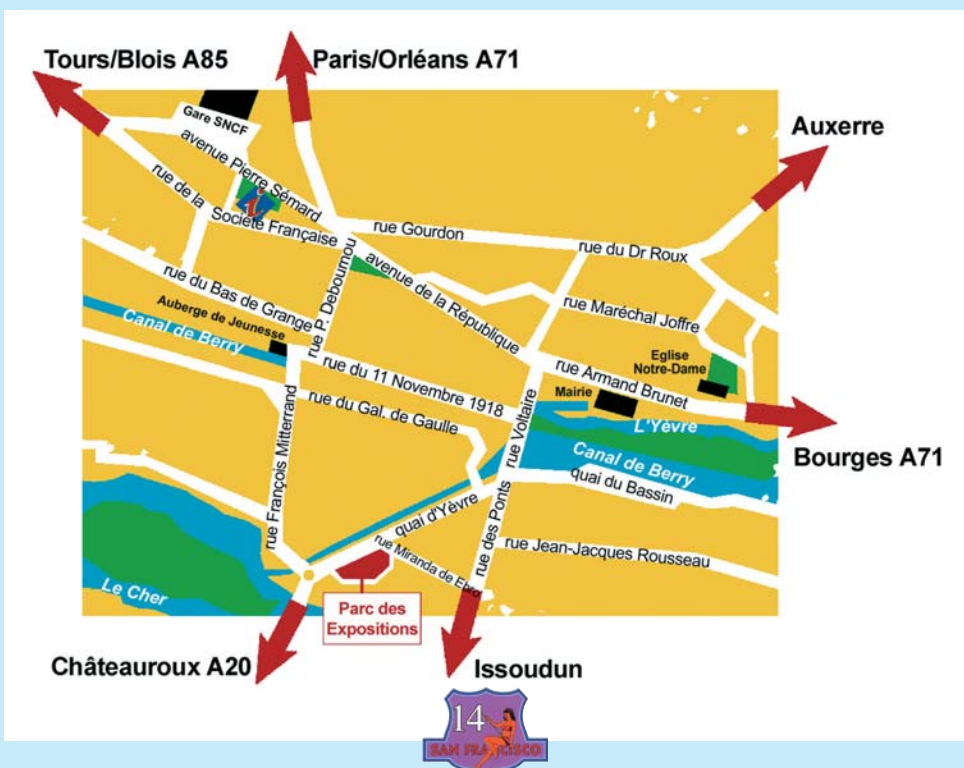 Tours/Blois A85
Paris/Orléans A71
Gare SNCF
Auxerre
avenue Pierre Sémard
rue de la
Société Française
i
rue Gourdon
rue du Dr Roux
rue P. Debournou
avenue de la République
rue du Bas de Grange
rue Maréchal Joffre
Auberge de Jeunesse
Canal de Berry
Eglise
Notre-Dame
rue Armand Brunet
Mairie
rue du 11 Novembre 1918
rue du Gal. de Gaulle
rue Voltaire
L'Yèvre
Canal de Berry
Bourges A71
quai du Bassin
rue François Mitterrand
quai d'Yèvre
rue des Ponts
rue Miranda de Ebro
rue Jean-Jacques Rousseau
Le Cher
Parc des
Expositions
Châteauroux A20
Issoudun
14
SAN FRANCISCO